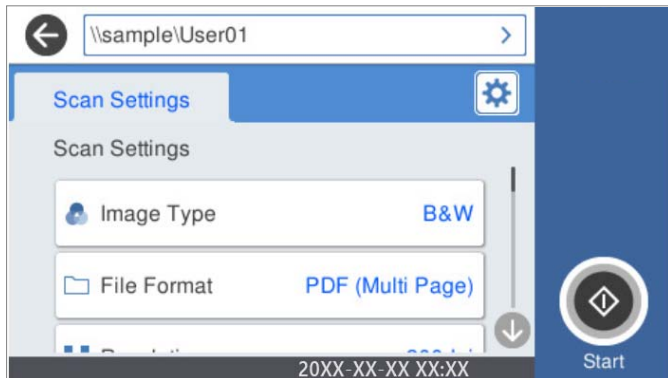 \\sample\User01
Scan Settings
Scan Settings
Image Type B&W
File Format PDF (Multi Page)
20XX-XX-XX XX:XX
Start